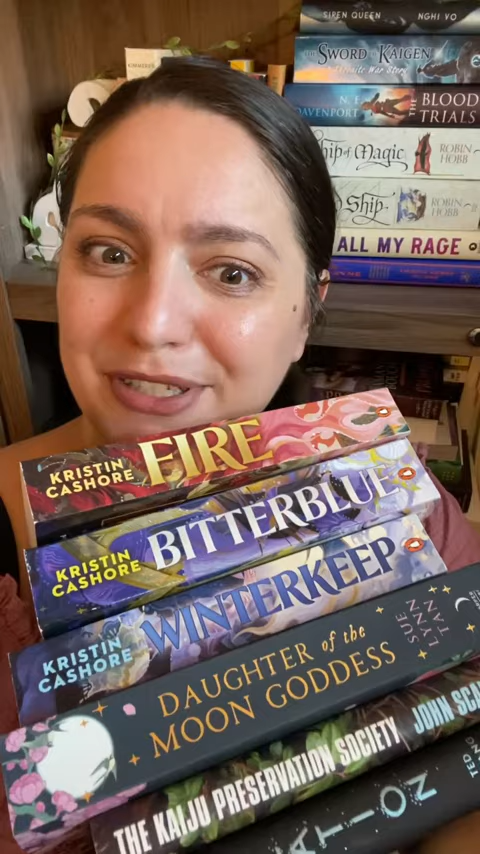 SIREN QUEEN NGHI VO
THE SWORD OF KAIGEN
N. E. DAVENPORT THE BLOOD TRIALS
Ship of Magic ROBIN HOBB
Ship ROBIN HOBB
ALL MY RAGE
KRISTIN CASHORE FIRE
KRISTIN CASHORE BITTERBLUE
KRISTIN CASHORE WINTERKEEP
DAUGHTER of the MOON GODDESS SUE LYNN TAN
THE KAIJU PRESERVATION SOCIETY JOHN SCA
ATION TED